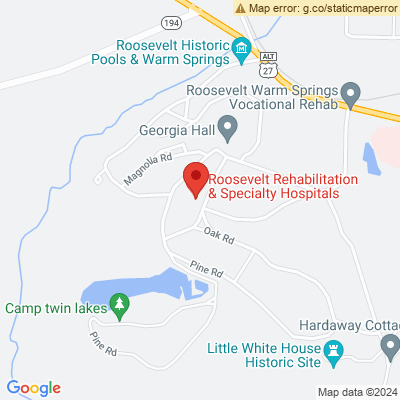 Map error: g.co/staticmaperror
194
Roosevelt Historic
Pools & Warm Springs
ALT
27
Roosevelt Warm Springs
Vocational Rehab
Georgia Hall
Magnolia Rd
Roosevelt Rehabilitation
& Specialty Hospitals
Oak Rd
Pine Rd
Camp twin lakes
Pine Rd
Hardaway Cottag
Little White House
Historic Site
Google
Map data ©2024